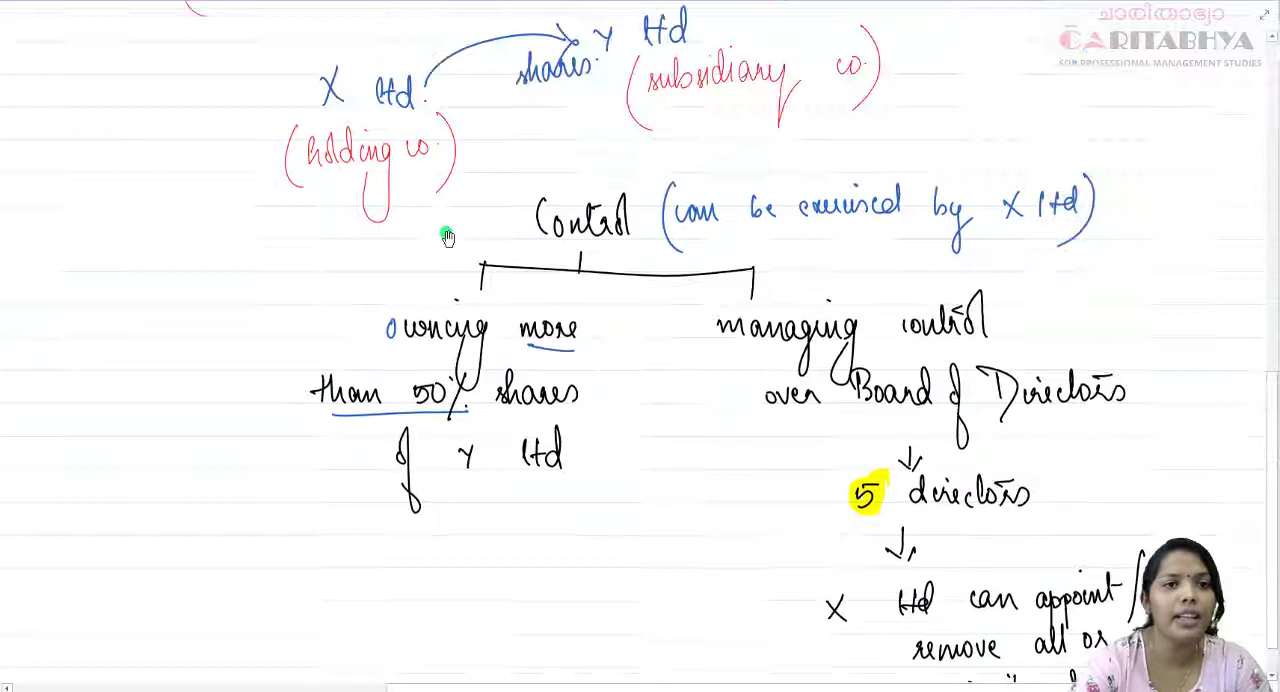 ചാരിതാഭ്യാ
CARITABHYA
FOR PROFESSIONAL MANAGEMENT STUDIES
X Ltd. shares. Y Ltd
(holding co.) (subsidiary co.)
Control (can be exercised by X Ltd)
owning more
than 50% shares
of Y Ltd
managing control
over Board of Directors
5 directors
X Ltd can appoint /
remove all or